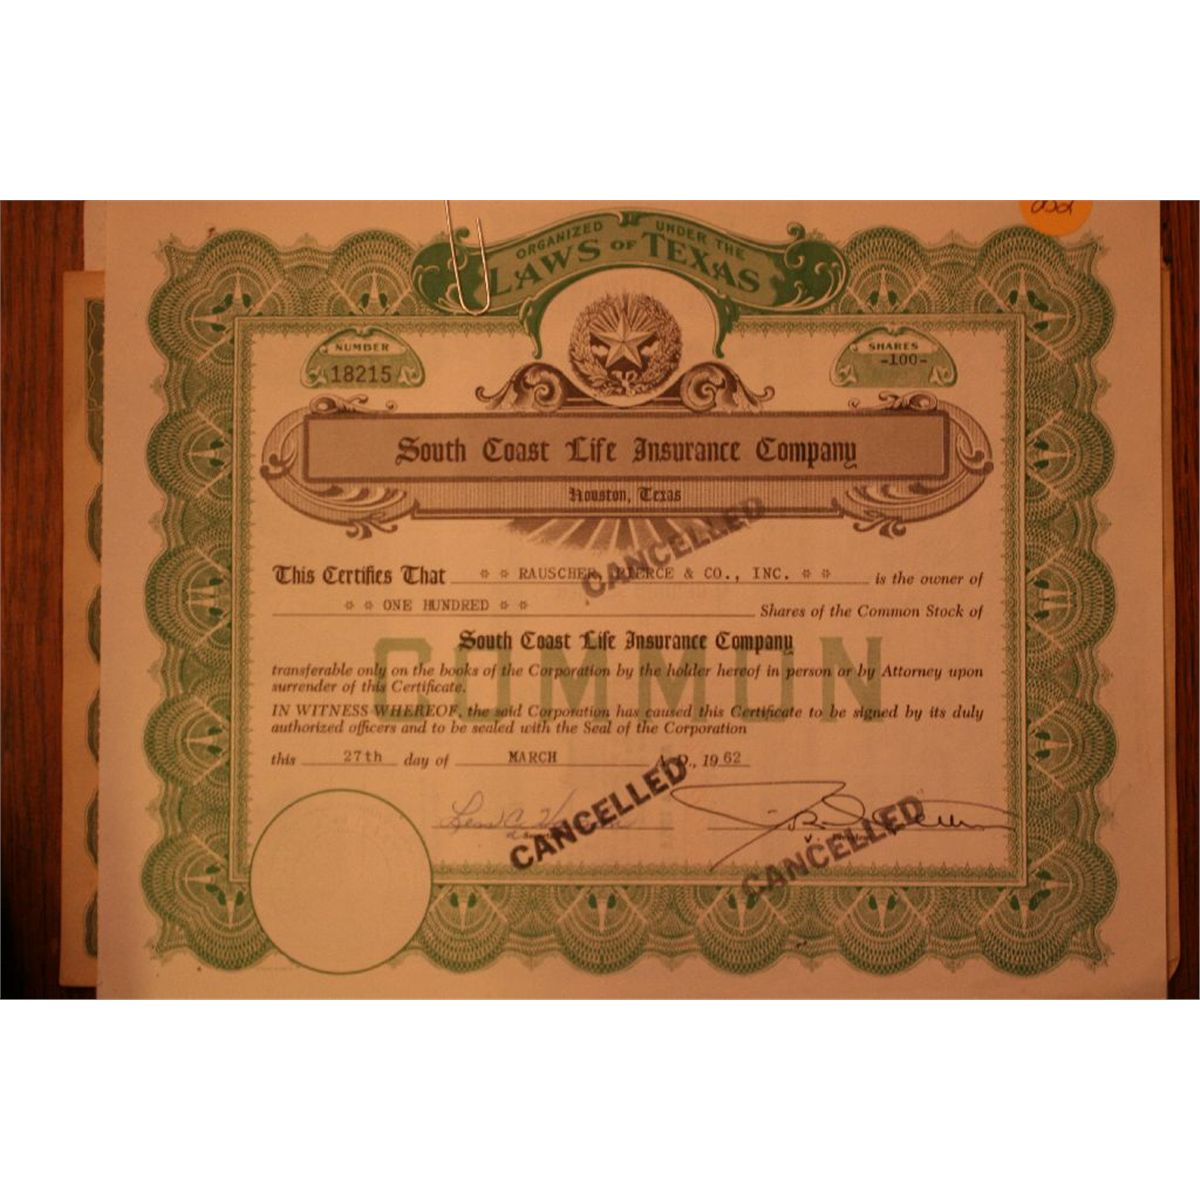 ORGANIZED UNDER THE
LAWS OF TEXAS
NUMBER
18215
SHARES
-100-
South Coast Life Insurance Company
Houston, Texas
CANCELLED
This Certifies That * * RAUSCHER, PIERCE & CO., INC. * * is the owner of
* * ONE HUNDRED * * Shares of the Common Stock of
South Coast Life Insurance Company
COMMON
transferable only on the books of the Corporation by the holder hereof in person or by Attorney upon
surrender of this Certificate.
IN WITNESS WHEREOF, the said Corporation has caused this Certificate to be signed by its duly
authorized officers and to be sealed with the Seal of the Corporation
this 27th day of MARCH A.D., 19 62
CANCELLED
CANCELLED